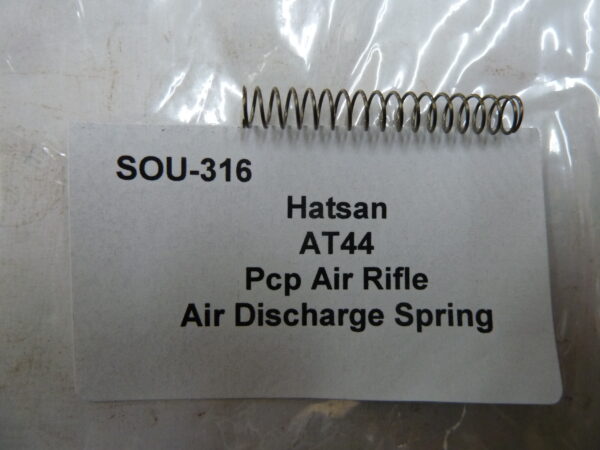 SOU-316
Hatsan
AT44
Pcp Air Rifle
Air Discharge Spring